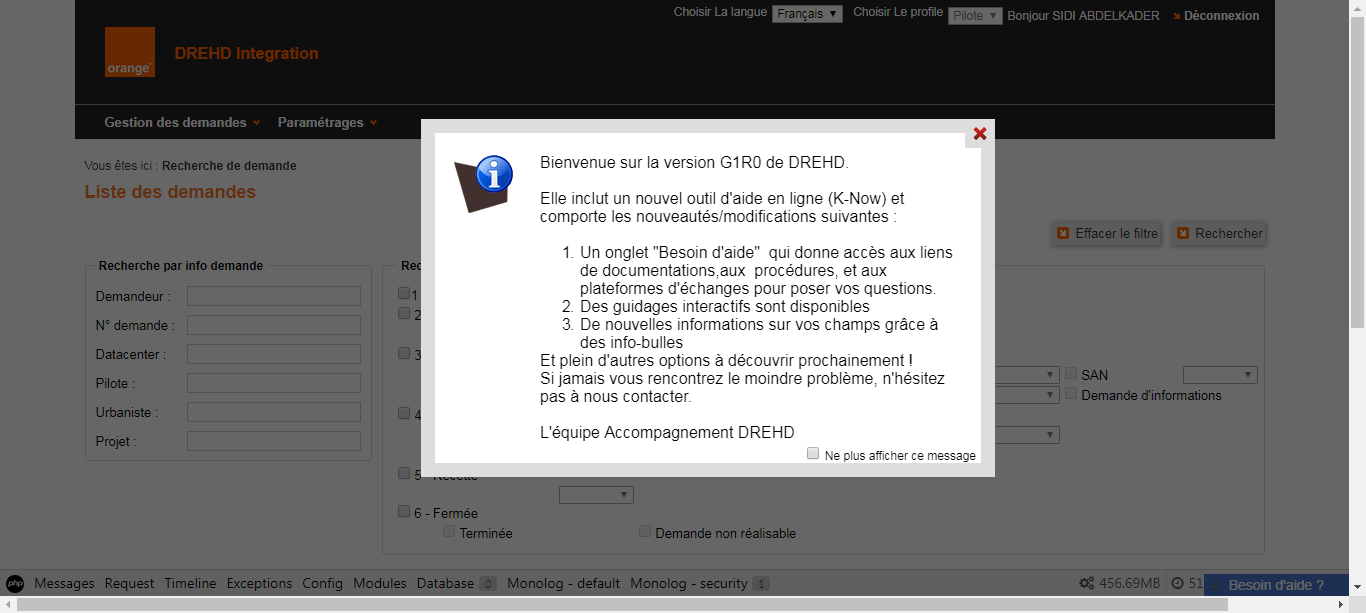 Choisir La langue Français Choisir Le profile Pilote Bonjour SIDI ABDELKADER Déconnexion
orange™
DREHD Integration
Gestion des demandes Paramétrages
Vous êtes ici : Recherche de demande
Liste des demandes
Effacer le filtre Rechercher
Recherche par info demande
Demandeur :
N° demande :
Datacenter :
Pilote :
Urbaniste :
Projet :
Rec
1
2
3
4
5 - Recette
6 - Fermée
Terminée Demande non réalisable
SAN
Demande d'informations
Bienvenue sur la version G1R0 de DREHD.
Elle inclut un nouvel outil d'aide en ligne (K-Now) et
comporte les nouveautés/modifications suivantes :
1. Un onglet "Besoin d'aide" qui donne accès aux liens
de documentations,aux procédures, et aux
plateformes d'échanges pour poser vos questions.
2. Des guidages interactifs sont disponibles
3. De nouvelles informations sur vos champs grâce à
des info-bulles
Et plein d'autres options à découvrir prochainement !
Si jamais vous rencontrez le moindre problème, n'hésitez
pas à nous contacter.
L'équipe Accompagnement DREHD
Ne plus afficher ce message
php Messages Request Timeline Exceptions Config Modules Database 0 Monolog - default Monolog - security 1 456.69MB 51 Besoin d'aide ?